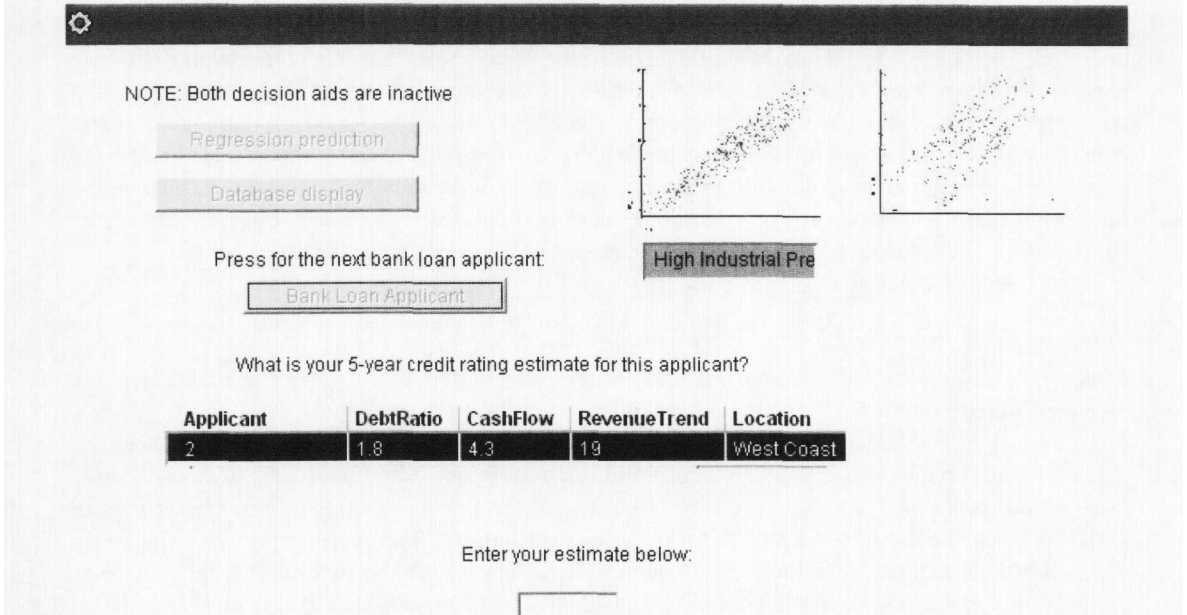 NOTE: Both decision aids are inactive
Regression prediction
Database display
Press for the next bank loan applicant:
High Industrial Pre
Bank Loan Applicant
What is your 5-year credit rating estimate for this applicant?
Applicant DebtRatio CashFlow RevenueTrend Location
2 1.8 4.3 19 West Coast
Enter your estimate below: